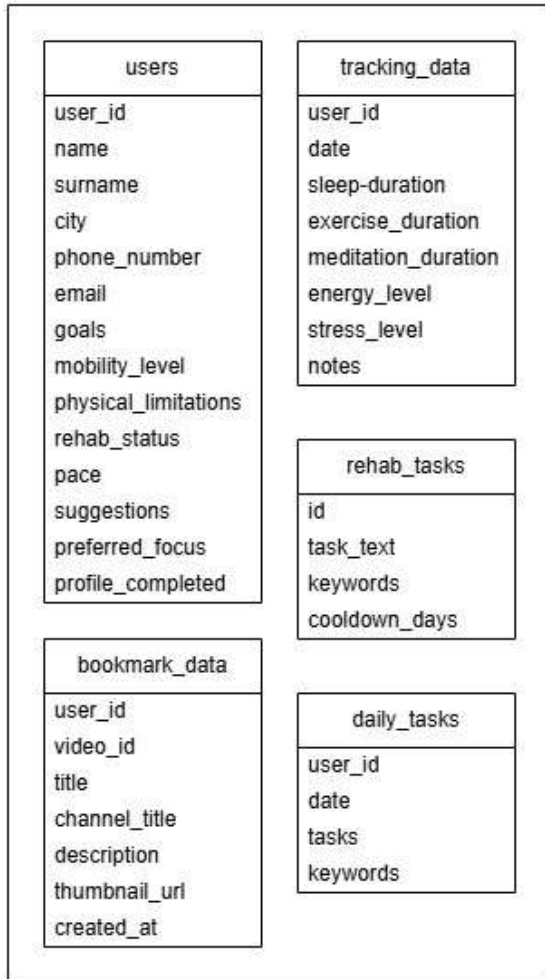 users
user_id
name
surname
city
phone_number
email
goals
mobility_level
physical_limitations
rehab_status
pace
suggestions
preferred_focus
profile_completed
bookmark_data
user_id
video_id
title
channel_title
description
thumbnail_url
created_at
tracking_data
user_id
date
sleep-duration
exercise_duration
meditation_duration
energy_level
stress_level
notes
rehab_tasks
id
task_text
keywords
cooldown_days
daily_tasks
user_id
date
tasks
keywords